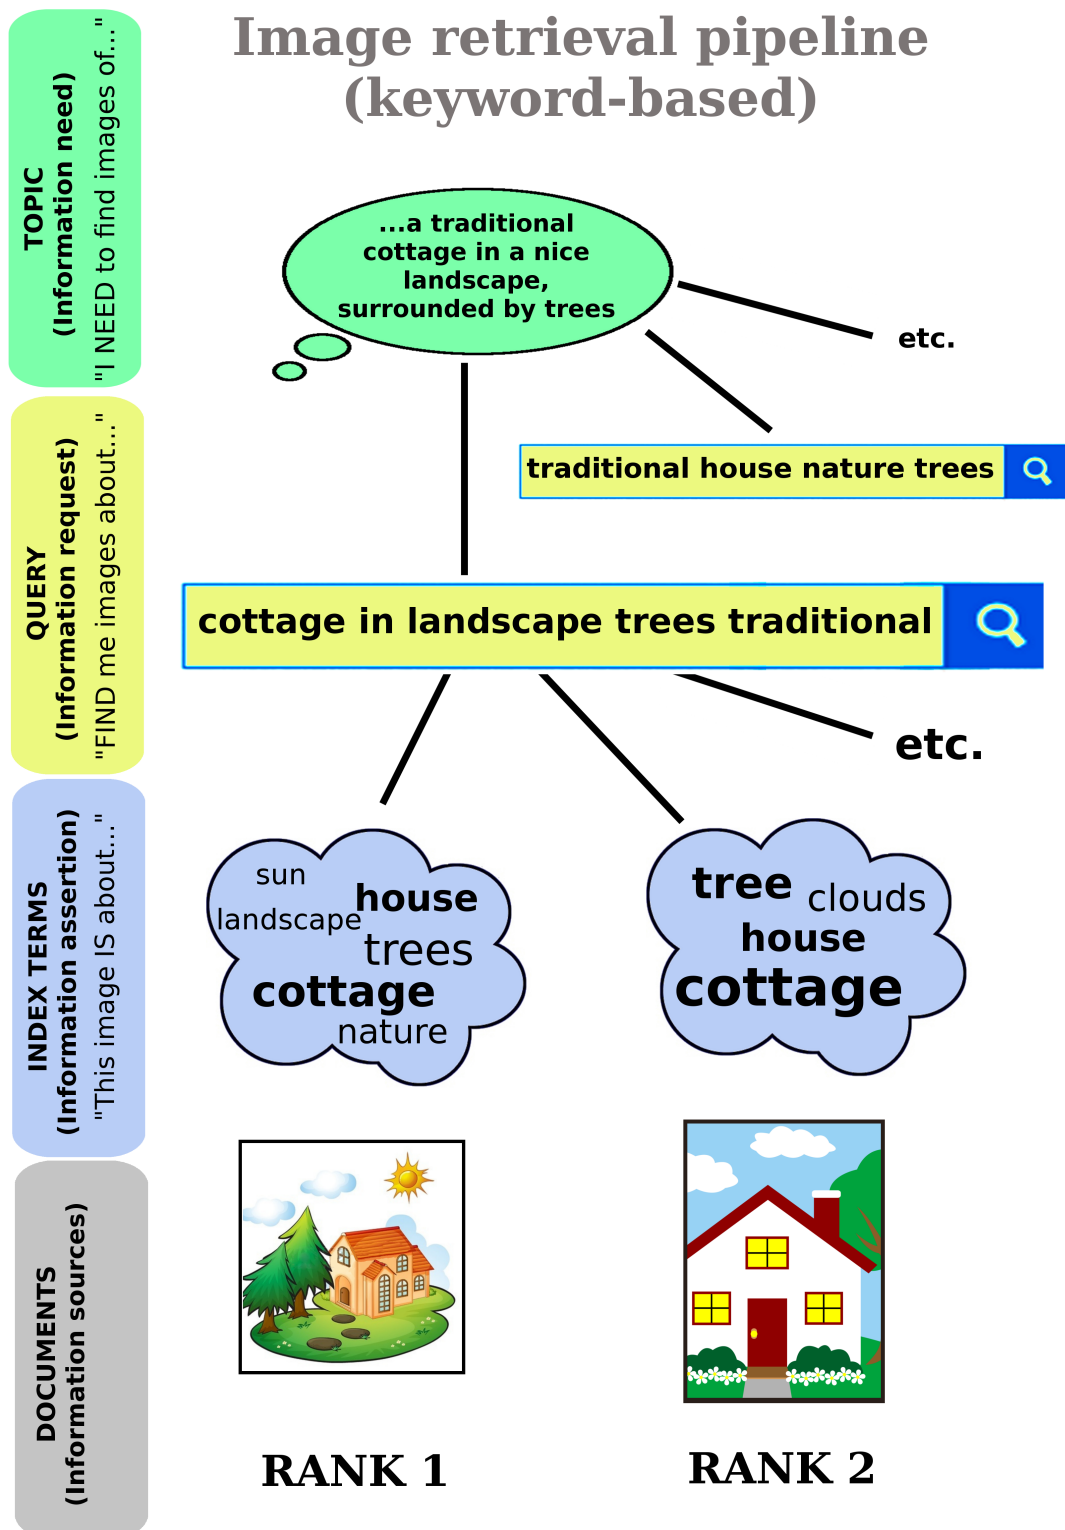 Image retrieval pipeline
(keyword-based)
TOPIC
(Information need)
"I NEED to find images of..."
...a traditional
cottage in a nice
landscape,
surrounded by trees
etc.
QUERY
(Information request)
"FIND me images about..."
traditional house nature trees
cottage in landscape trees traditional
etc.
INDEX TERMS
(Information assertion)
"This image IS about..."
sun
house
landscape
trees
cottage
nature
tree
clouds
house
cottage
DOCUMENTS
(Information sources)
RANK 1
RANK 2